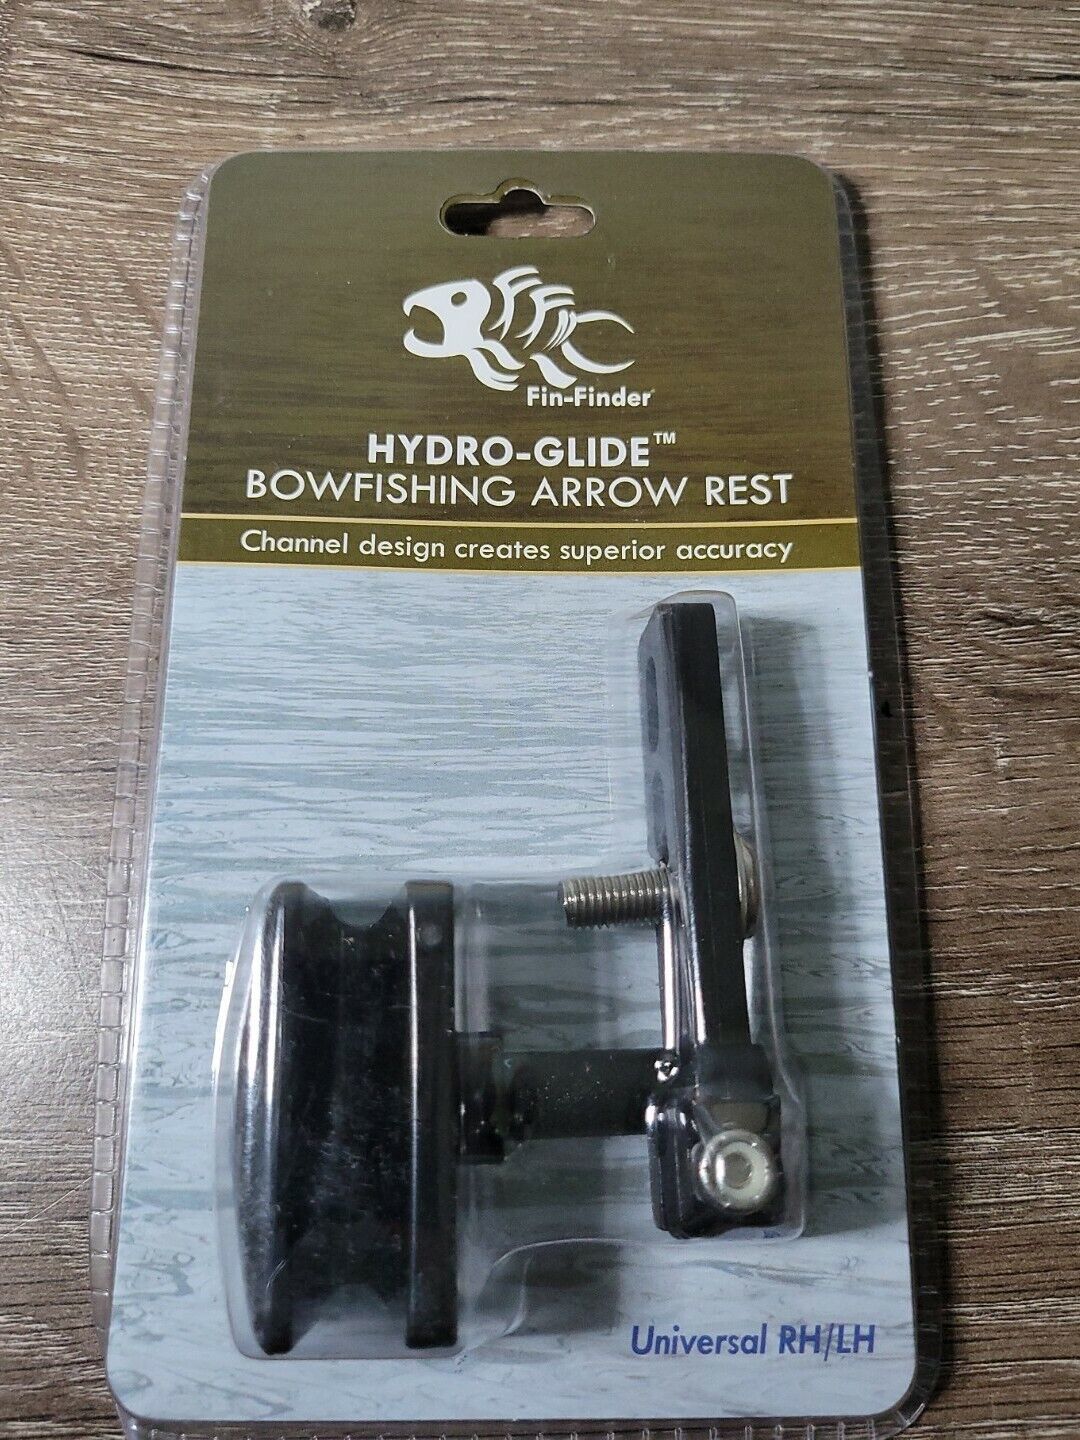 Fin-Finder
HYDRO-GLIDE™
BOWFISHING ARROW REST
Channel design creates superior accuracy
Universal RH/LH